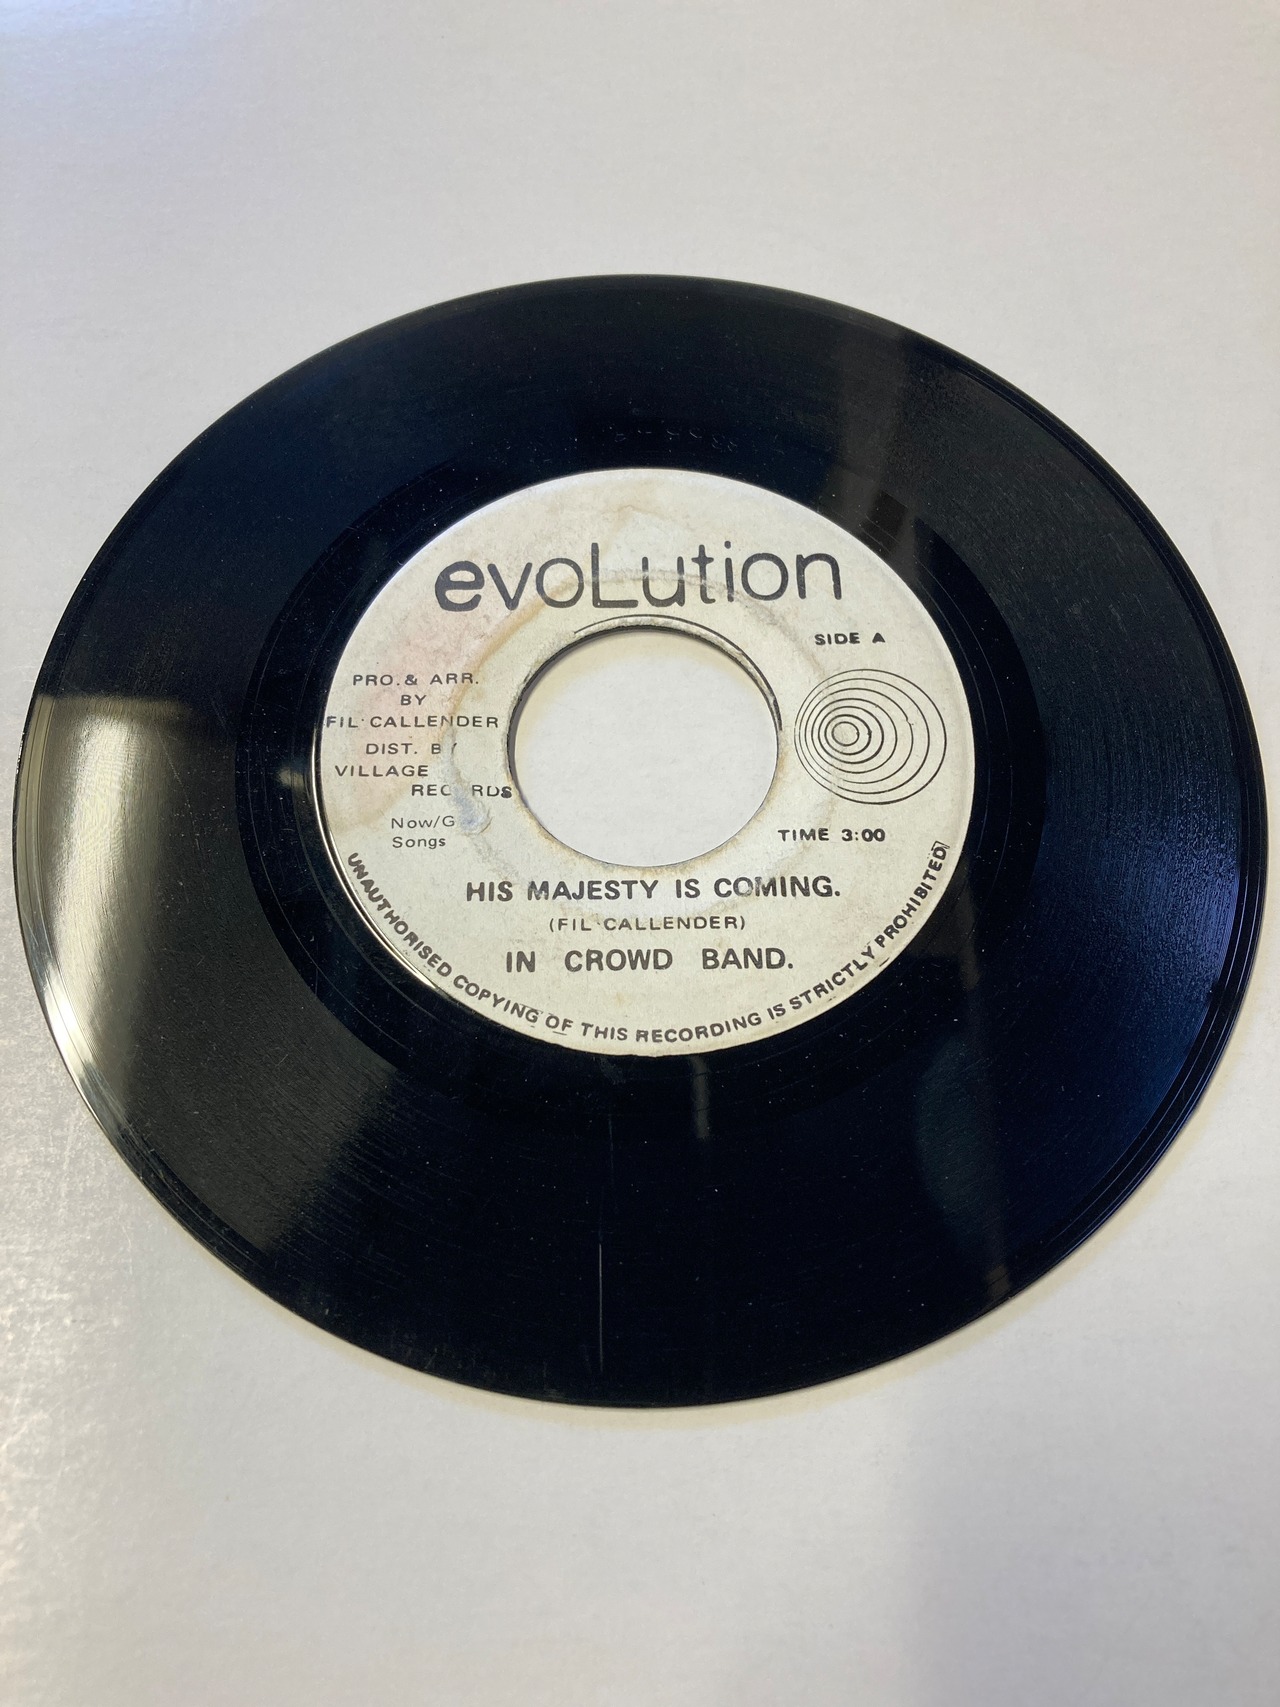 evoLution
SIDE A
PRO. & ARR.
BY
FIL CALLENDER
DIST. BY
VILLAGE
RECORDS
Now/G
Songs
TIME 3:00
HIS MAJESTY IS COMING.
(FIL CALLENDER)
IN CROWD BAND.
UNAUTHORISED COPYING OF THIS RECORDING IS STRICTLY PROHIBITED